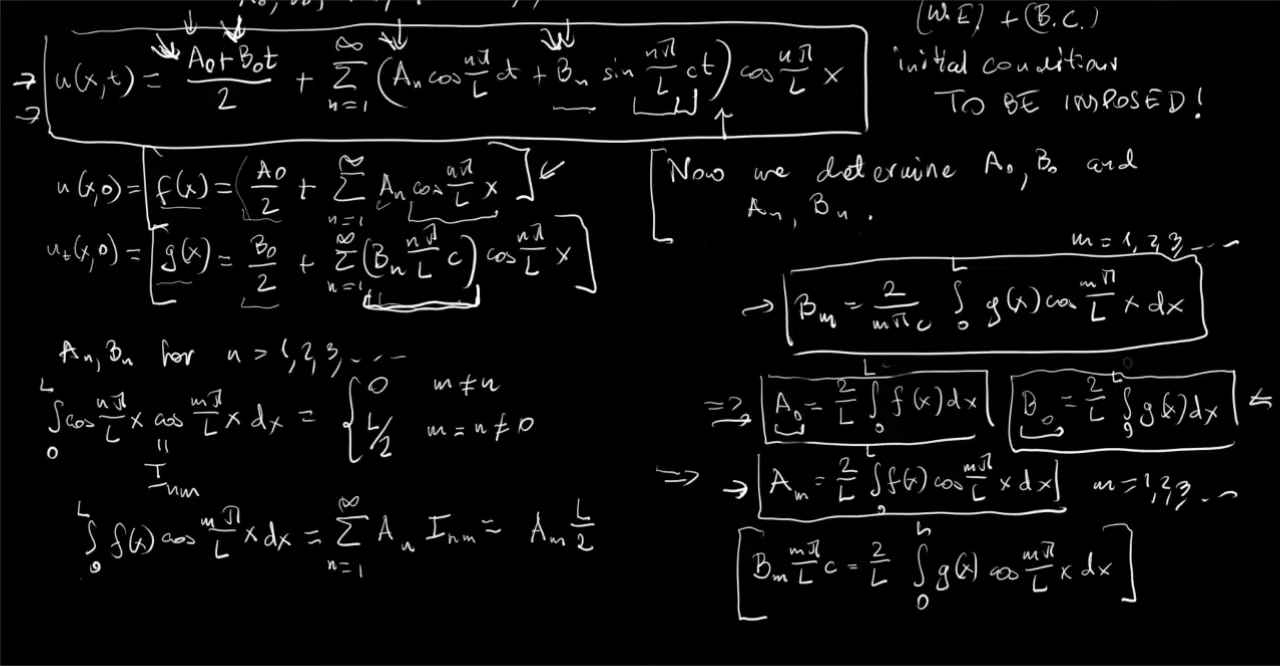 (W.E) + (B.C.)
initial conditions
TO BE IMPOSED!
u(x,t) = (A₀ + B₀t)/2 + ∑_{n=1}^{∞} (Aₙ cos nπ/L ct + Bₙ sin nπ/L ct) cos nπ/L x
u(x,0) = f(x) = A₀/2 + ∑_{n=1}^{∞} Aₙ cos nπ/L x
uₜ(x,0) = g(x) = B₀/2 + ∑_{n=1}^{∞} (Bₙ nπ/L c) cos nπ/L x
Aₙ, Bₙ for n = 1, 2, 3, ....
∫₀ᴸ cos nπ/L x cos mπ/L x dx = { 0 m ≠ n
L/2 m = n ≠ 0
=
Iₙₘ
∫₀ᴸ f(x) cos mπ/L x dx = ∑_{n=1}^{∞} Aₙ Iₙₘ = Aₘ L/2
Now we determine A₀, B₀ and
Aₙ, Bₙ.
m = 1, 2, 3, ....
→ Bₘ = 2/(mπc) ∫₀ᴸ g(x) cos mπ/L x dx
⇒ A₀ = 2/L ∫₀ᴸ f(x) dx B₀ = 2/L ∫₀ᴸ g(x) dx ⇐
⇒ → Aₘ = 2/L ∫₀ᴸ f(x) cos mπ/L x dx m = 1, 2, 3, ....
Bₘ mπ/L c = 2/L ∫₀ᴸ g(x) cos mπ/L x dx